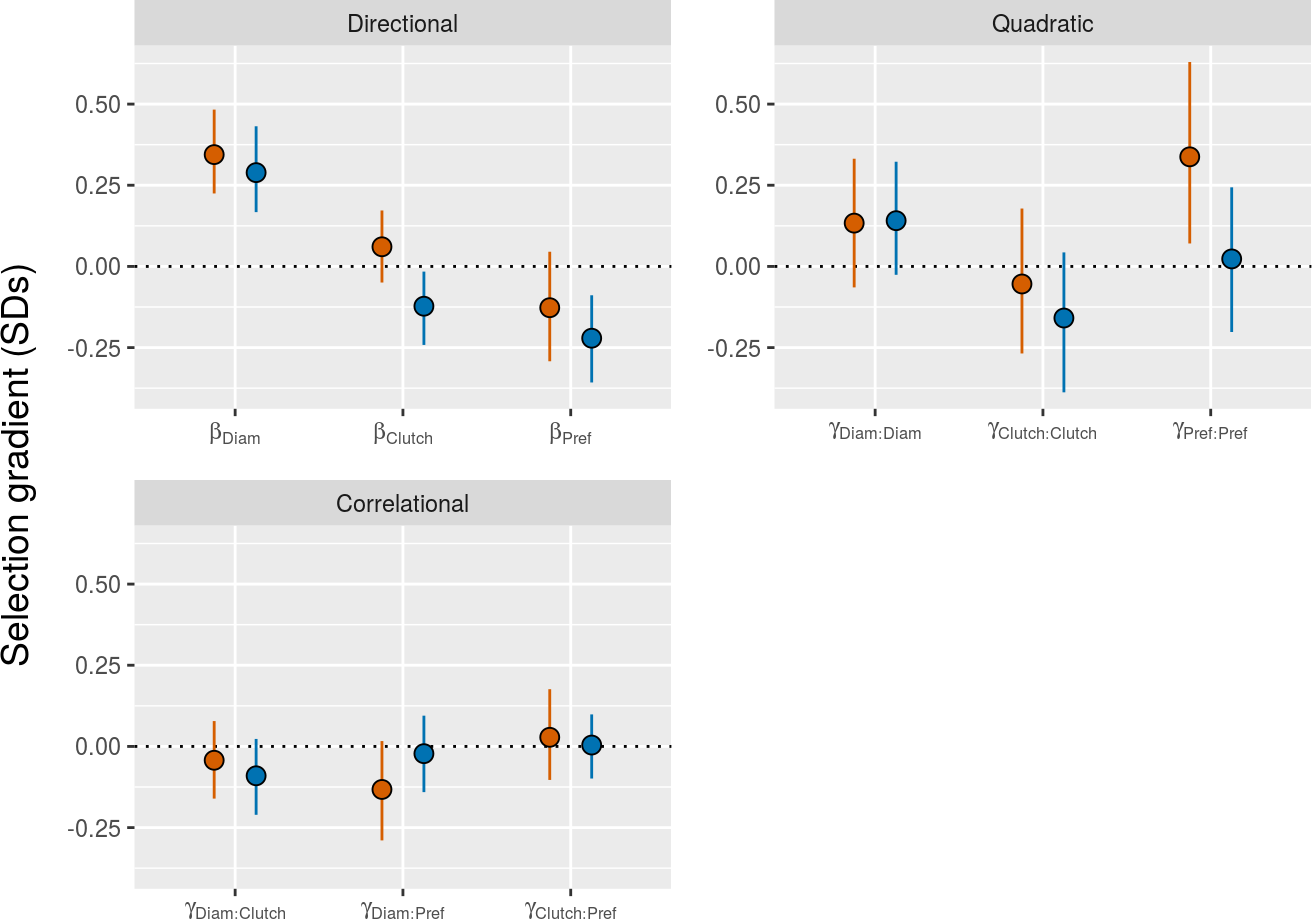 Selection gradient (SDs)
Directional
0.50
0.25
0.00
-0.25
βDiam
βClutch
βPref
Quadratic
0.50
0.25
0.00
-0.25
γDiam:Diam
γClutch:Clutch
γPref:Pref
Correlational
0.50
0.25
0.00
-0.25
γDiam:Clutch
γDiam:Pref
γClutch:Pref